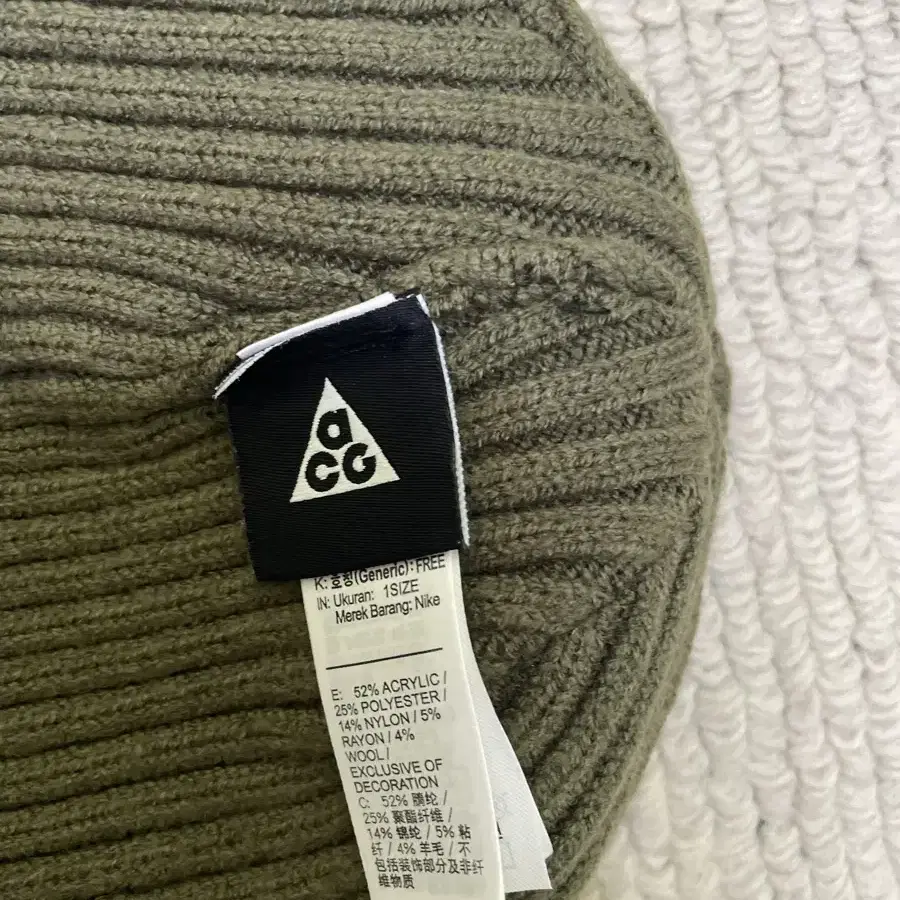 a
CG
K: 호칭(Generic): FREE
IN: Ukuran: 1SIZE
Merek Barang: Nike
E: 52% ACRYLIC /
25% POLYESTER /
14% NYLON / 5%
RAYON / 4%
WOOL /
EXCLUSIVE OF
DECORATION
C: 52% 腈纶 /
25% 聚酯纤维 /
14% 锦纶 / 5% 粘
纤 / 4% 羊毛 / 不
包括装饰部分及非纤
维物质